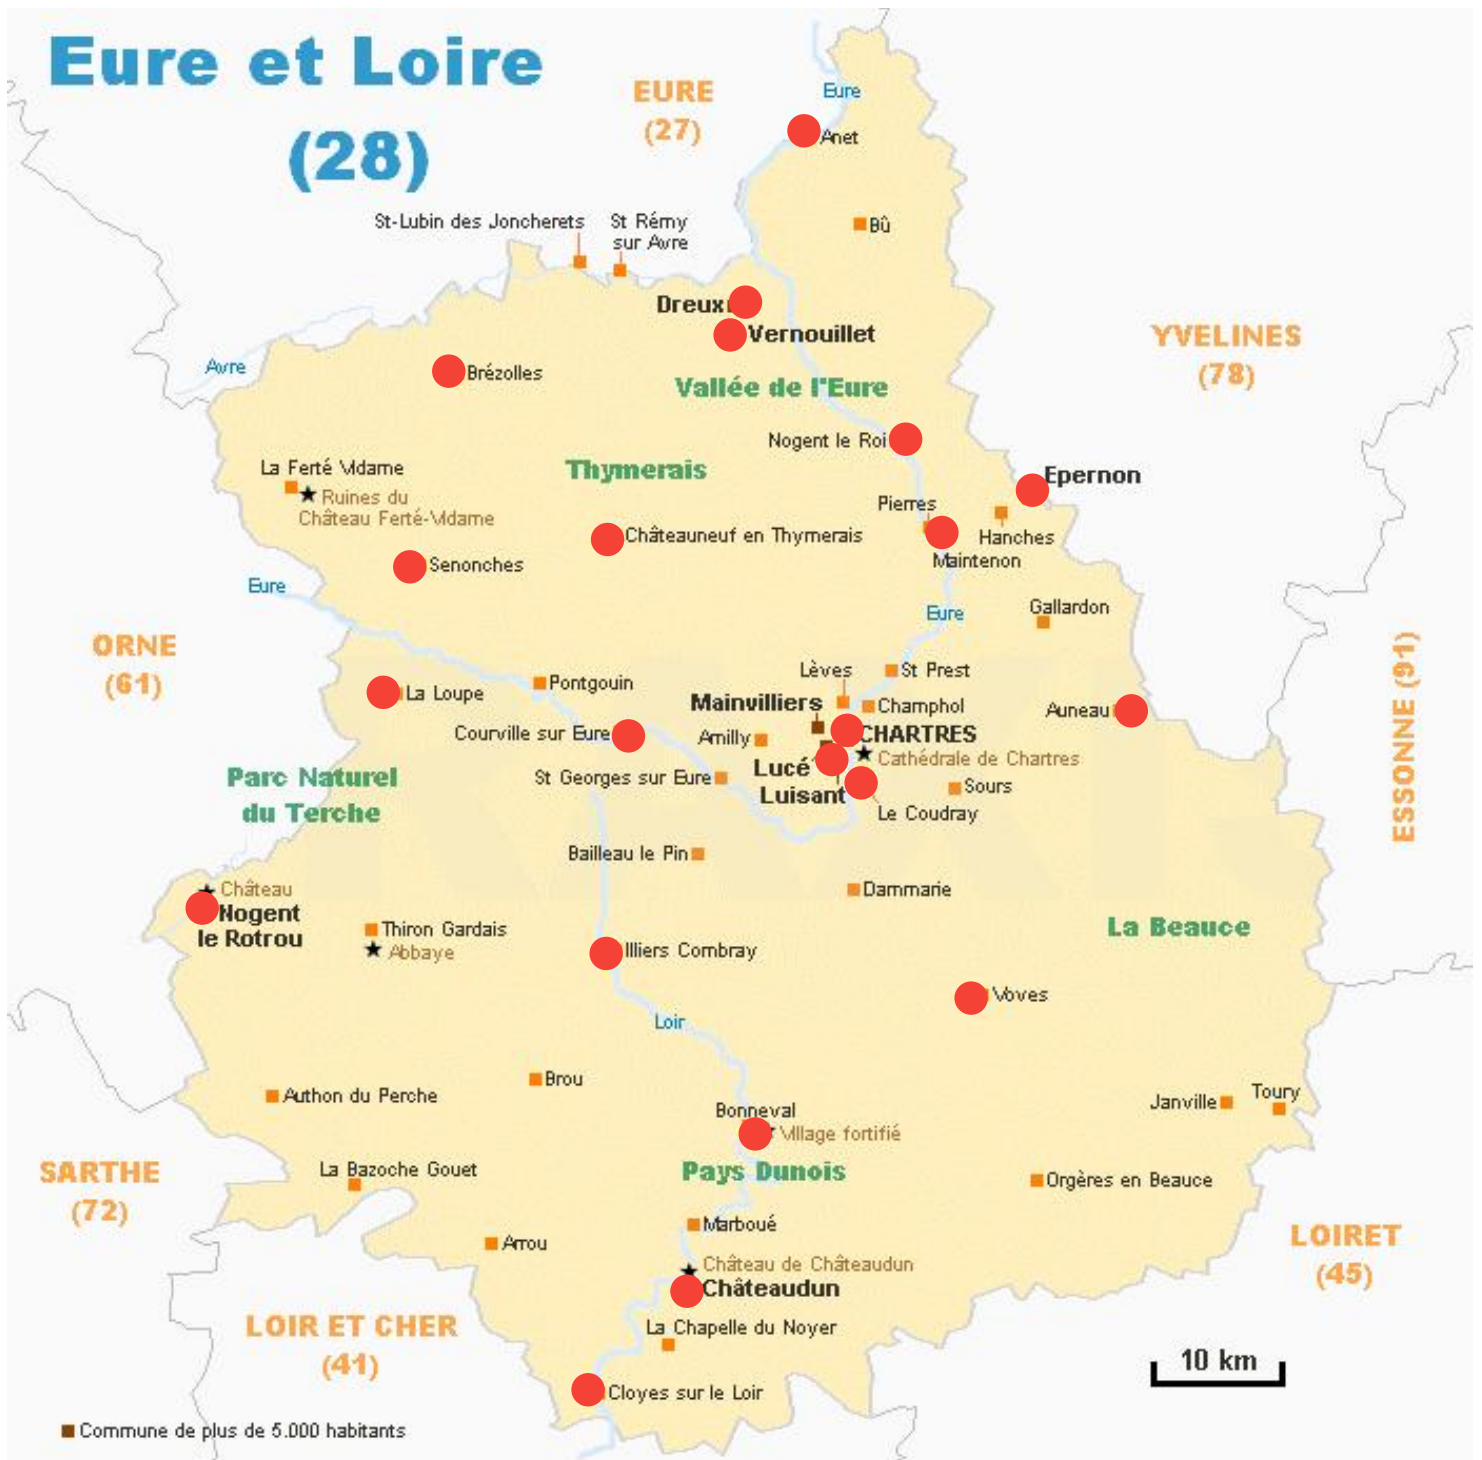 Eure et Loire
(28)
EURE
(27)
Eure
Anet
Bû
St-Lubin des Joncherets
St Rémy
sur Avre
Dreux
Vernouillet
YVELINES
(78)
Avre
Brézolles
Vallée de l'Eure
Nogent le Roi
La Ferté Vidame
Ruines du
Château Ferté-Vidame
Thymerais
Epernon
Pierres
Hanches
Maintenon
Châteauneuf en Thymerais
Senonches
Eure
Eure
Gallardon
ORNE
(61)
ESSONNE (91)
La Loupe
Pontgouin
Lèves
St Prest
Mainvilliers
Champhol
Auneau
Courville sur Eure
Amilly
CHARTRES
Cathédrale de Chartres
Lucé
Parc Naturel
du Terche
St Georges sur Eure
Luisant
Sours
Le Coudray
Bailleau le Pin
Dammarie
Château
Nogent
le Rotrou
Thiron Gardais
Abbaye
La Beauce
Illiers Combray
Voves
Loir
Brou
Authon du Perche
Janville
Toury
Bonneval
Village fortifié
SARTHE
(72)
La Bazoche Gouet
Pays Dunois
Orgères en Beauce
Marboué
Arrou
LOIRET
(45)
Château de Châteaudun
Châteaudun
LOIR ET CHER
(41)
La Chapelle du Noyer
10 km
Cloyes sur le Loir
Commune de plus de 5.000 habitants